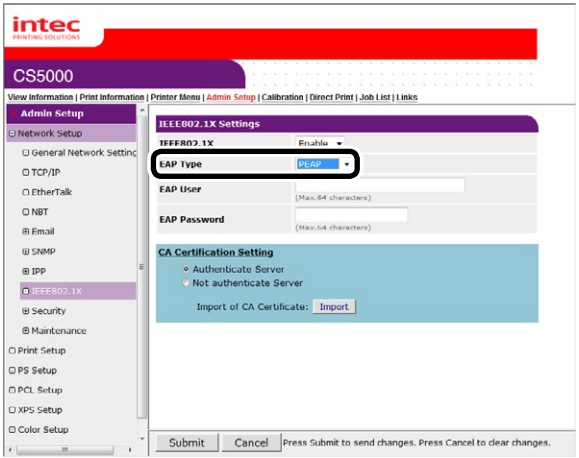 intec
PRINTING SOLUTIONS
CS5000
View Information | Print Information | Printer Menu | Admin Setup | Calibration | Direct Print | Job List | Links
Admin Setup
Network Setup
General Network Setting
TCP/IP
EtherTalk
NBT
Email
SNMP
IPP
IEEE802.1X
Security
Maintenance
Print Setup
PS Setup
PCL Setup
XPS Setup
Color Setup
IEEE802.1X Settings
IEEE802.1X Enable
EAP Type PEAP
EAP User
(Max.64 characters)
EAP Password
(Max.64 characters)
CA Certification Setting
Authenticate Server
Not authenticate Server
Import of CA Certificate: Import
Submit Cancel Press Submit to send changes. Press Cancel to clear changes.